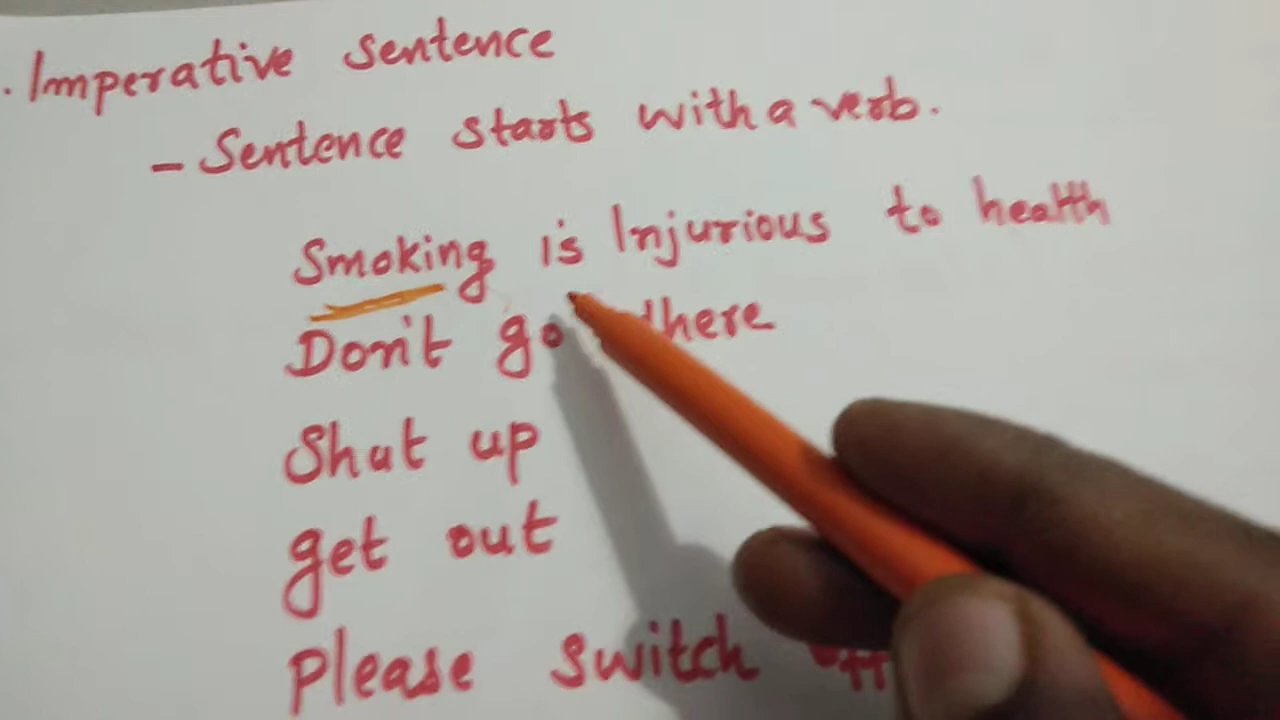 . Imperative sentence
- Sentence starts with a verb.
Smoking is Injurious to health
Don't go there
Shut up
get out
Please switch off